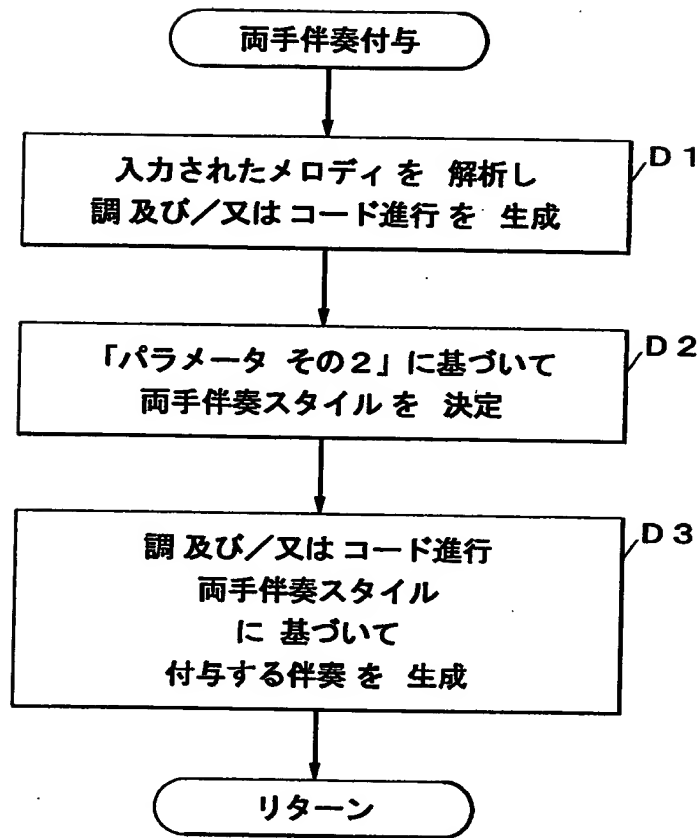 両手伴奏付与
D1
入力されたメロディを 解析し
調及び/又はコード進行を 生成
D2
「パラメータ その2」に基づいて
両手伴奏スタイルを 決定
D3
調及び/又はコード進行
両手伴奏スタイル
に 基づいて
付与する伴奏を 生成
リターン